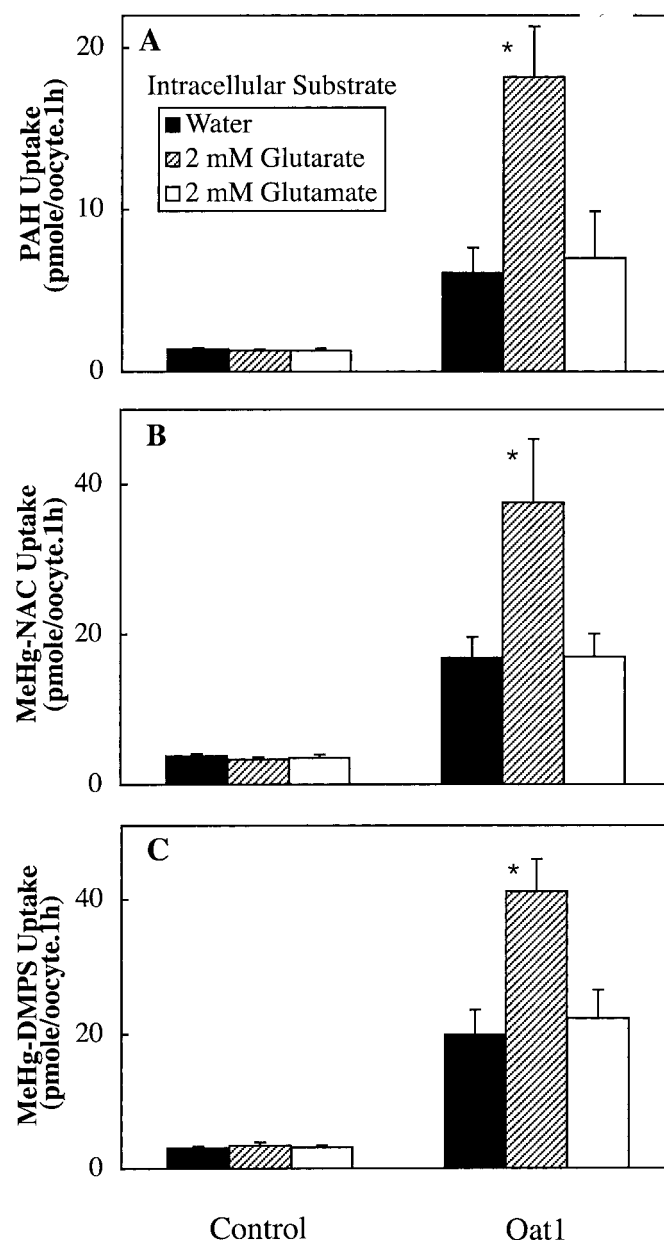 A
Intracellular Substrate
Water
2 mM Glutarate
2 mM Glutamate
PAH Uptake
(pmole/oocyte.1h)
20
10
0
*
B
MeHg-NAC Uptake
(pmole/oocyte.1h)
40
20
0
*
C
MeHg-DMPS Uptake
(pmole/oocyte.1h)
40
20
0
*
Control
Oat1